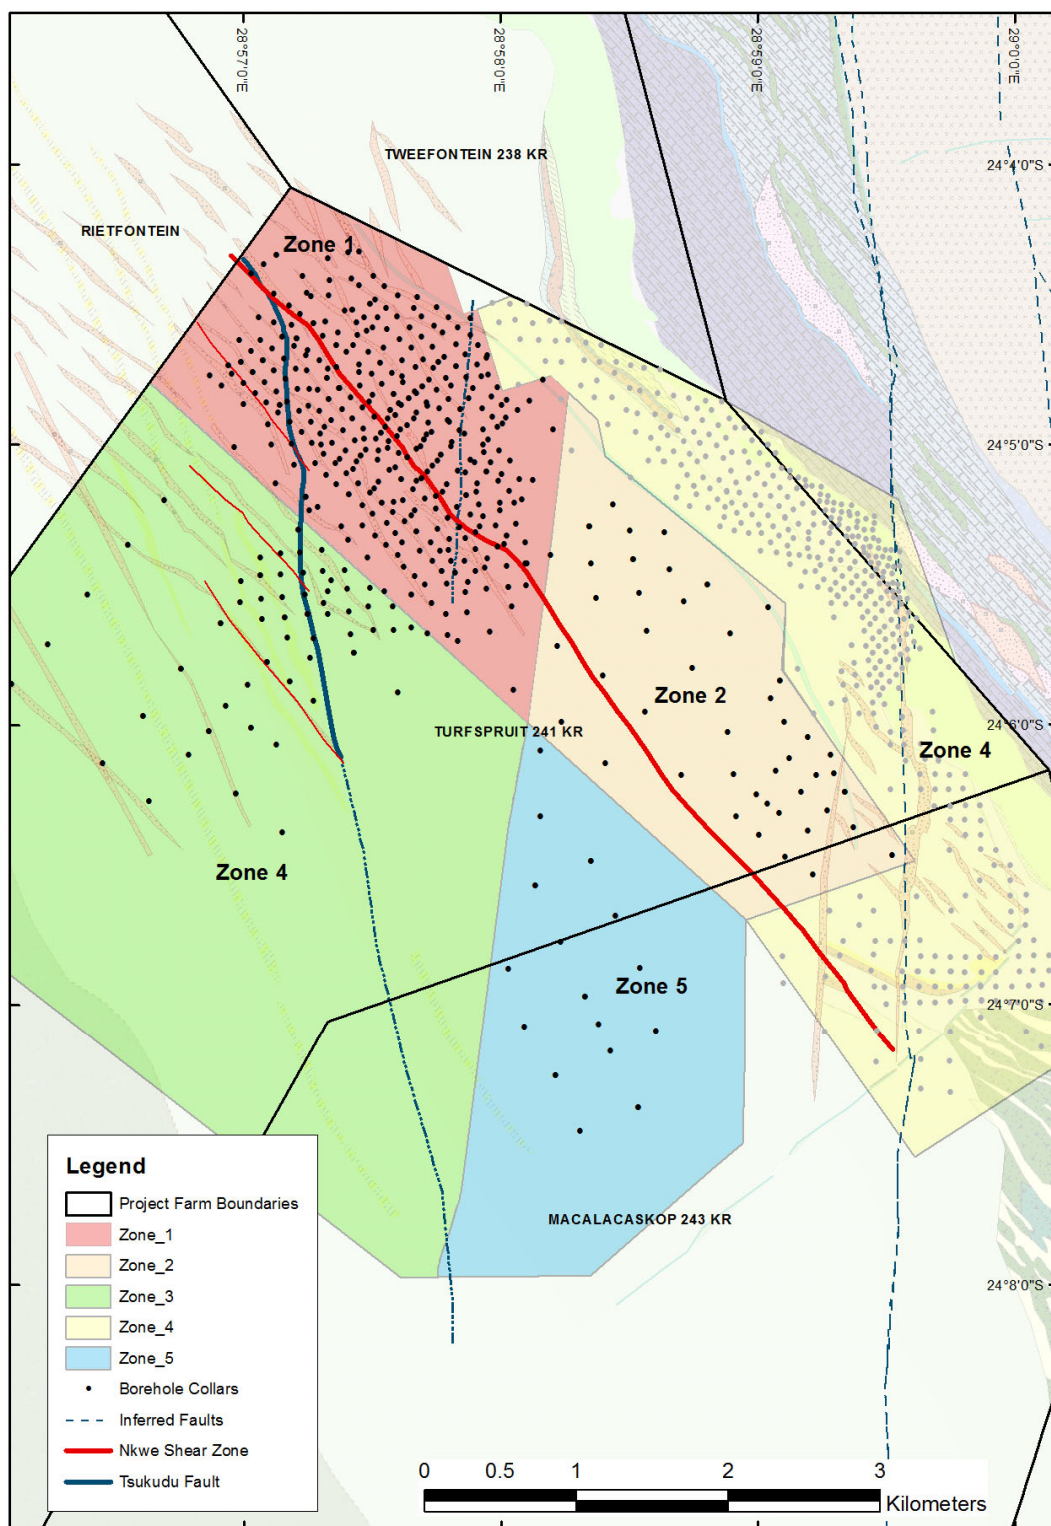 28°57'0"E
28°58'0"E
28°59'0"E
29°0'0"E
TWEEFONTEIN 238 KR
24°4'0"S
RIETFONTEIN
Zone 1
24°5'0"S
Zone 2
TURFSPRUIT 241 KR
24°6'0"S
Zone 4
Zone 4
Zone 5
24°7'0"S
MACALACASKOP 243 KR
24°8'0"S
Legend
Project Farm Boundaries
Zone_1
Zone_2
Zone_3
Zone_4
Zone_5
Borehole Collars
Inferred Faults
Nkwe Shear Zone
Tsukudu Fault
0 0.5 1 2 3
Kilometers